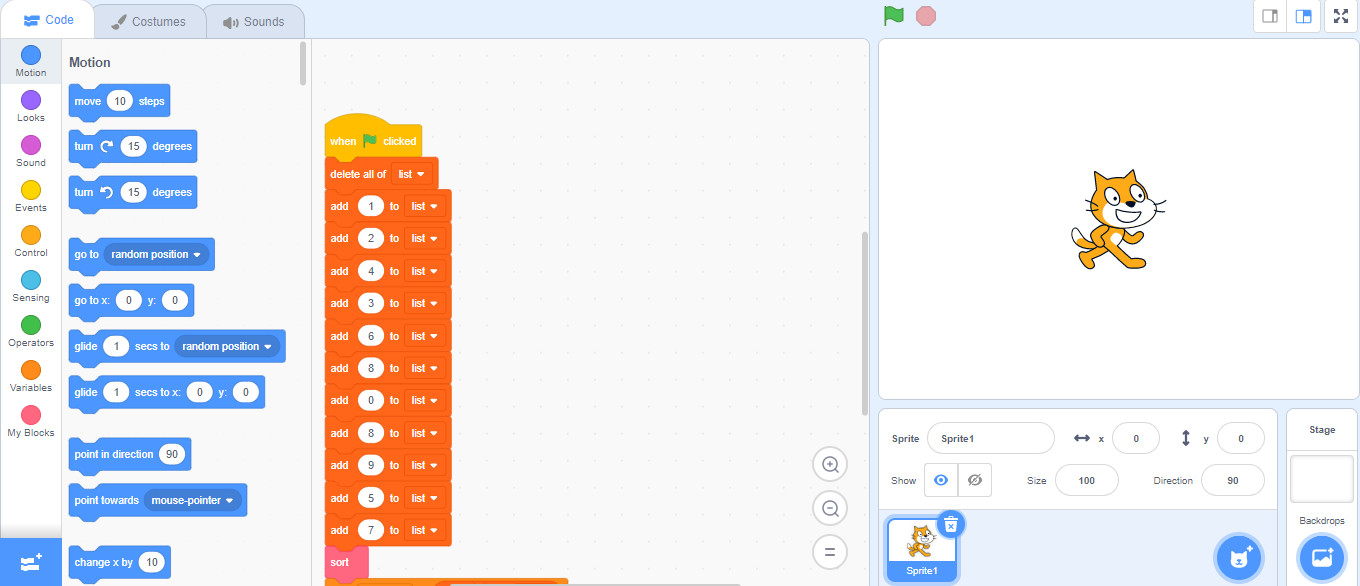 Code
Costumes
Sounds
Motion
Looks
Sound
Events
Control
Sensing
Operators
Variables
My Blocks
Motion
move 10 steps
turn 15 degrees
turn 15 degrees
go to random position
go to x: 0 y: 0
glide 1 secs to random position
glide 1 secs to x: 0 y: 0
point in direction 90
point towards mouse-pointer
change x by 10
when clicked
delete all of list
add 1 to list
add 2 to list
add 4 to list
add 3 to list
add 6 to list
add 8 to list
add 0 to list
add 8 to list
add 9 to list
add 5 to list
add 7 to list
sort
Sprite Sprite1 x 0 y 0
Show Size 100 Direction 90
Sprite1
Stage
Backdrops